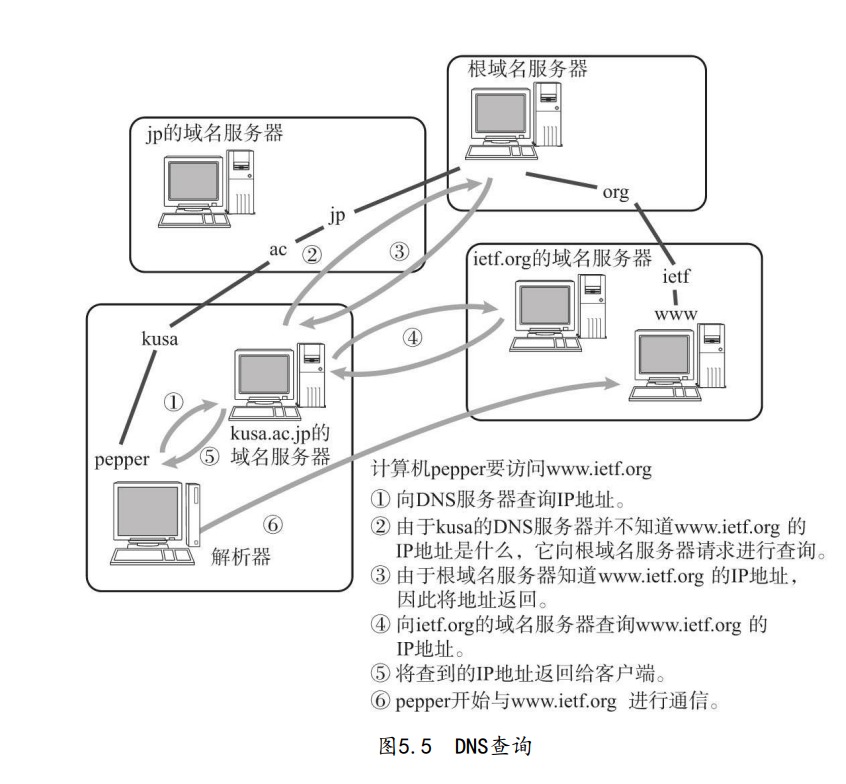 根域名服务器
jp的域名服务器
org
jp
ac
②
③
ietf.org的域名服务器
ietf
www
kusa
④
①
kusa.ac.jp的
域名服务器
pepper
⑤
⑥
解析器
计算机pepper要访问www.ietf.org
① 向DNS服务器查询IP地址。
② 由于kusa的DNS服务器并不知道www.ietf.org 的
IP地址是什么，它向根域名服务器请求进行查询。
③ 由于根域名服务器知道www.ietf.org 的IP地址，
因此将地址返回。
④ 向ietf.org的域名服务器查询www.ietf.org 的
IP地址。
⑤ 将查到的IP地址返回给客户端。
⑥ pepper开始与www.ietf.org 进行通信。
图5.5 DNS查询